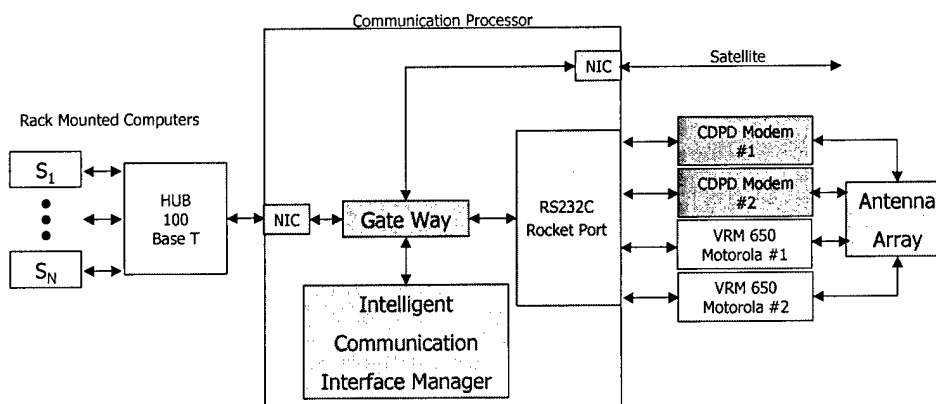 Communication Processor
NIC
Satellite
Rack Mounted Computers
S1
SN
HUB
100
Base T
NIC
Gate Way
Intelligent
Communication
Interface Manager
RS232C
Rocket Port
CDPD Modem
#1
CDPD Modem
#2
VRM 650
Motorola #1
VRM 650
Motorola #2
Antenna
Array